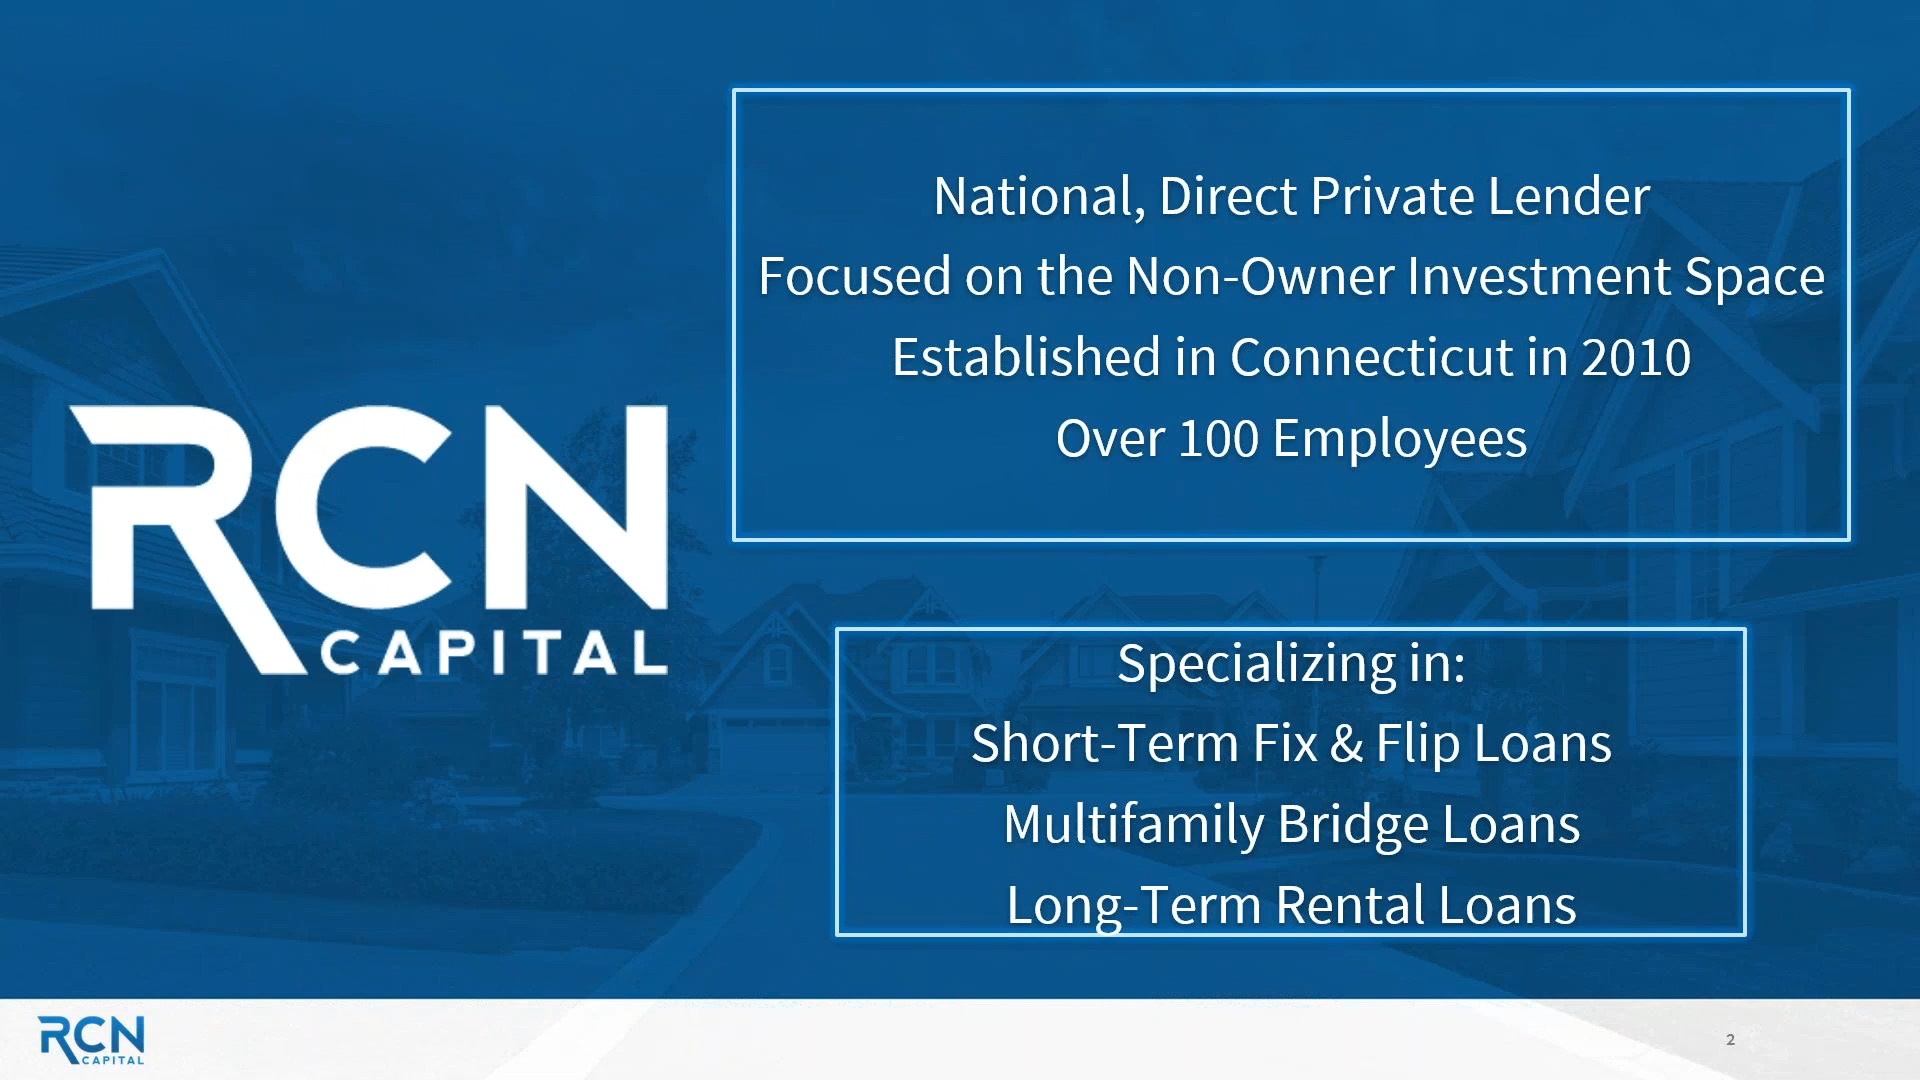 RCN
CAPITAL
National, Direct Private Lender
Focused on the Non-Owner Investment Space
Established in Connecticut in 2010
Over 100 Employees
Specializing in:
Short-Term Fix & Flip Loans
Multifamily Bridge Loans
Long-Term Rental Loans
RCN
CAPITAL
2